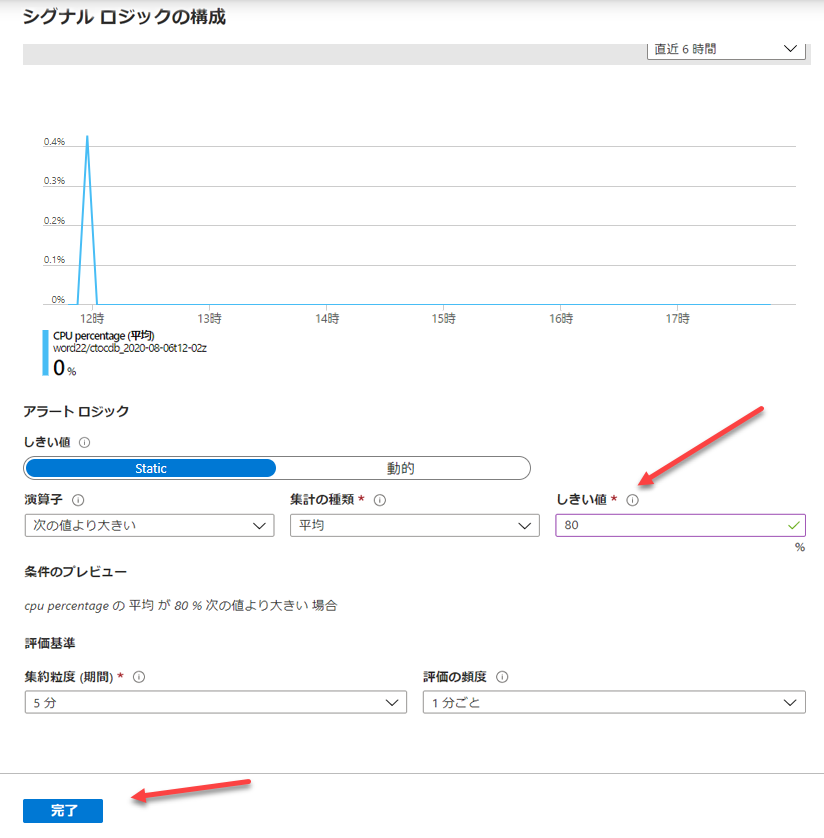 シグナル ロジックの構成
直近 6 時間
0.4%
0.3%
0.2%
0.1%
0%
12時 13時 14時 15時 16時 17時
CPU percentage (平均)
word22/ctocdb_2020-08-06t12-02z
0 %
アラート ロジック
しきい値
Static 動的
演算子 集計の種類 * しきい値 *
次の値より大きい 平均 80
%
条件のプレビュー
cpu percentage の 平均 が 80 % 次の値より大きい 場合
評価基準
集約粒度 (期間) * 評価の頻度
5 分 1 分ごと
完了